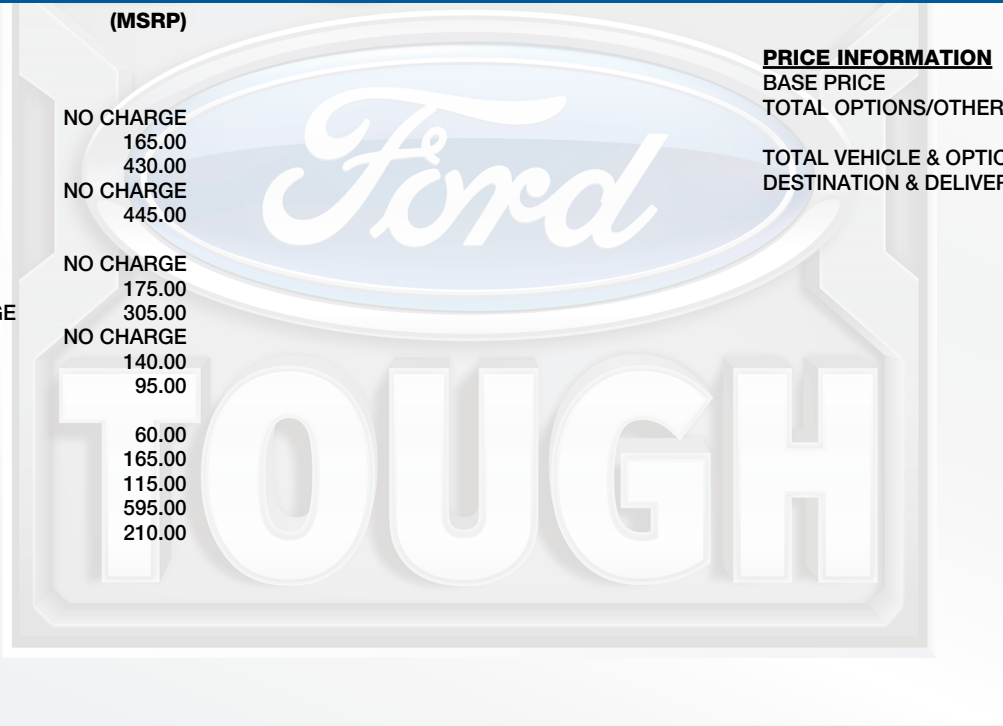 (MSRP)
NO CHARGE
165.00
430.00
NO CHARGE
445.00
NO CHARGE
175.00
GE 305.00
NO CHARGE
140.00
95.00
60.00
165.00
115.00
595.00
210.00
PRICE INFORMATION
BASE PRICE
TOTAL OPTIONS/OTHER
TOTAL VEHICLE & OPTIO
DESTINATION & DELIVER
Ford
TOUGH